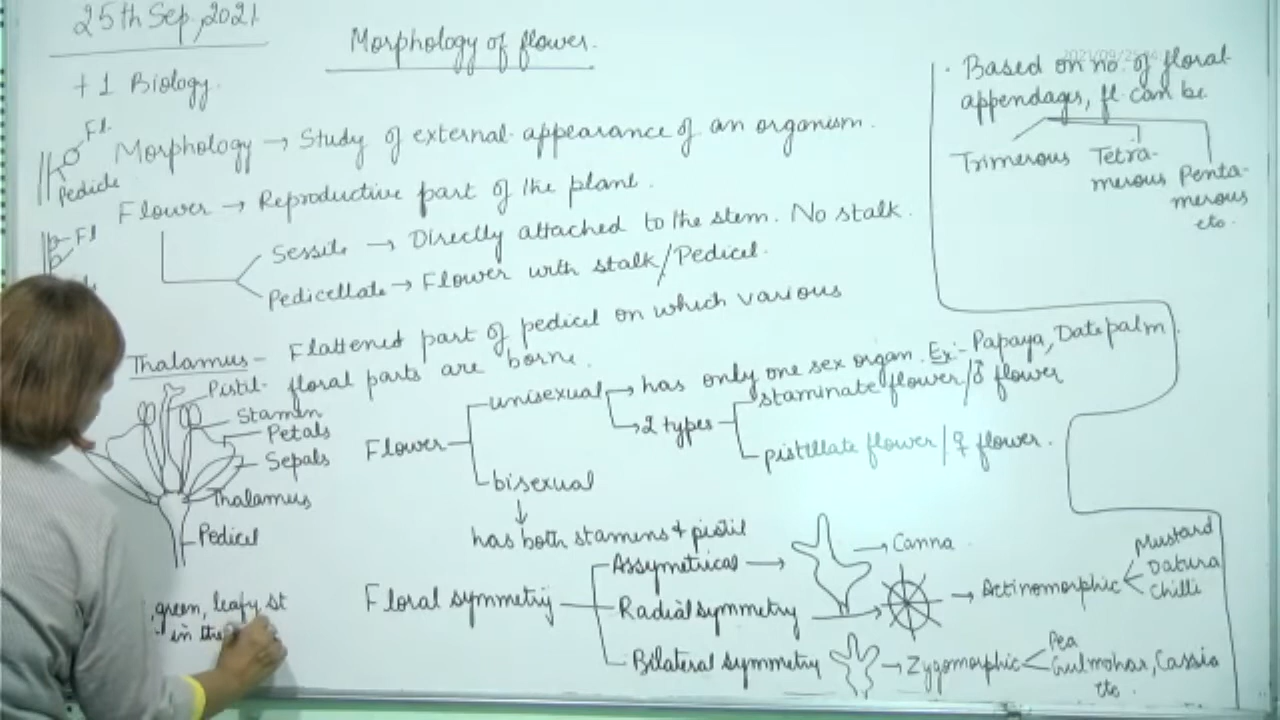 25th Sep, 2021
Morphology of flower.
+1 Biology.
Fl.
Pedicle
Morphology → Study of external appearance of an organism.
Flower → Reproductive part of the plant.
Fl
Sessile → Directly attached to the stem. No stalk.
Pedicellate → Flower with stalk/Pedicel.
Thalamus - Flattened part of pedicel on which various
floral parts are borne.
Pistil
Stamen
Petals
Sepals
Thalamus
Pedicel
Flower
unisexual → has only one sex organ. Ex:- Papaya, Date palm
→ 2 types
staminate flower/♂ flower
pistillate flower/♀ flower.
bisexual
↓
has both stamens + pistil
Floral symmetry
Assymetrical → → Canna
Radial symmetry → → Actinomorphic
Mustard
Datura
Chilli
Bilateral symmetry → Zygomorphic
Pea
Gulmohar, Cassia
etc.
green, leafy st
in the
· Based on no. of floral
appendages, fl. can be
Trimerous
Tetra-
merous
Penta-
merous
etc.